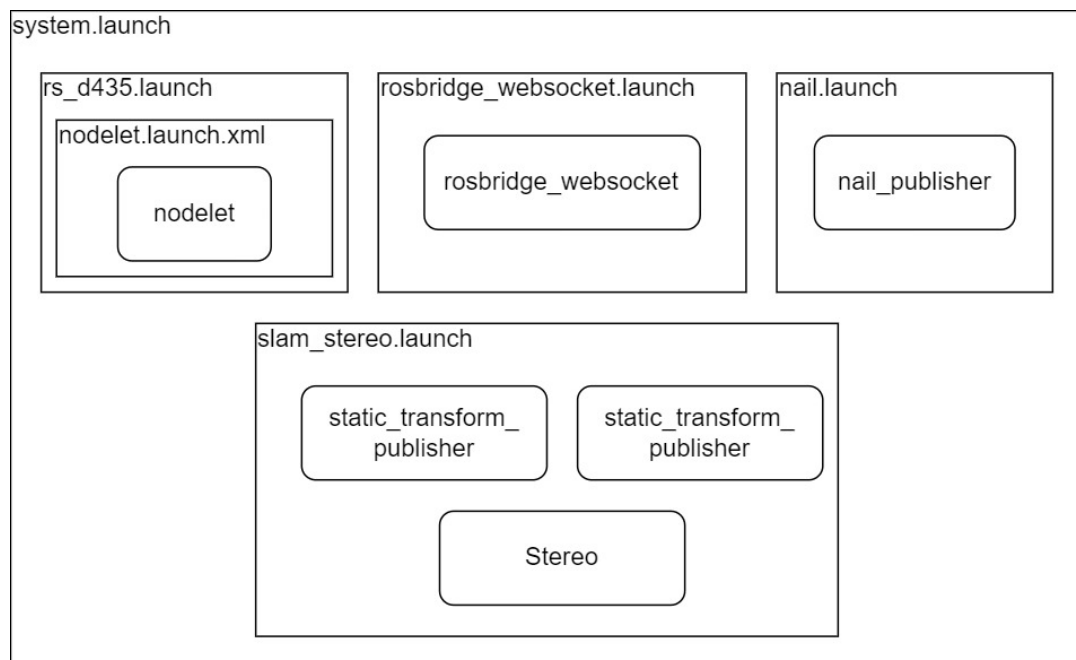 system.launch
rs_d435.launch
nodelet.launch.xml
nodelet
rosbridge_websocket.launch
rosbridge_websocket
nail.launch
nail_publisher
slam_stereo.launch
static_transform_
publisher
static_transform_
publisher
Stereo